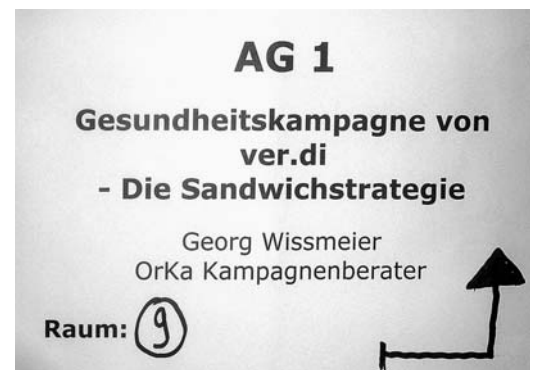 AG 1
Gesundheitskampagne von
ver.di
- Die Sandwichstrategie
Georg Wissmeier
OrKa Kampagnenberater
Raum: 9